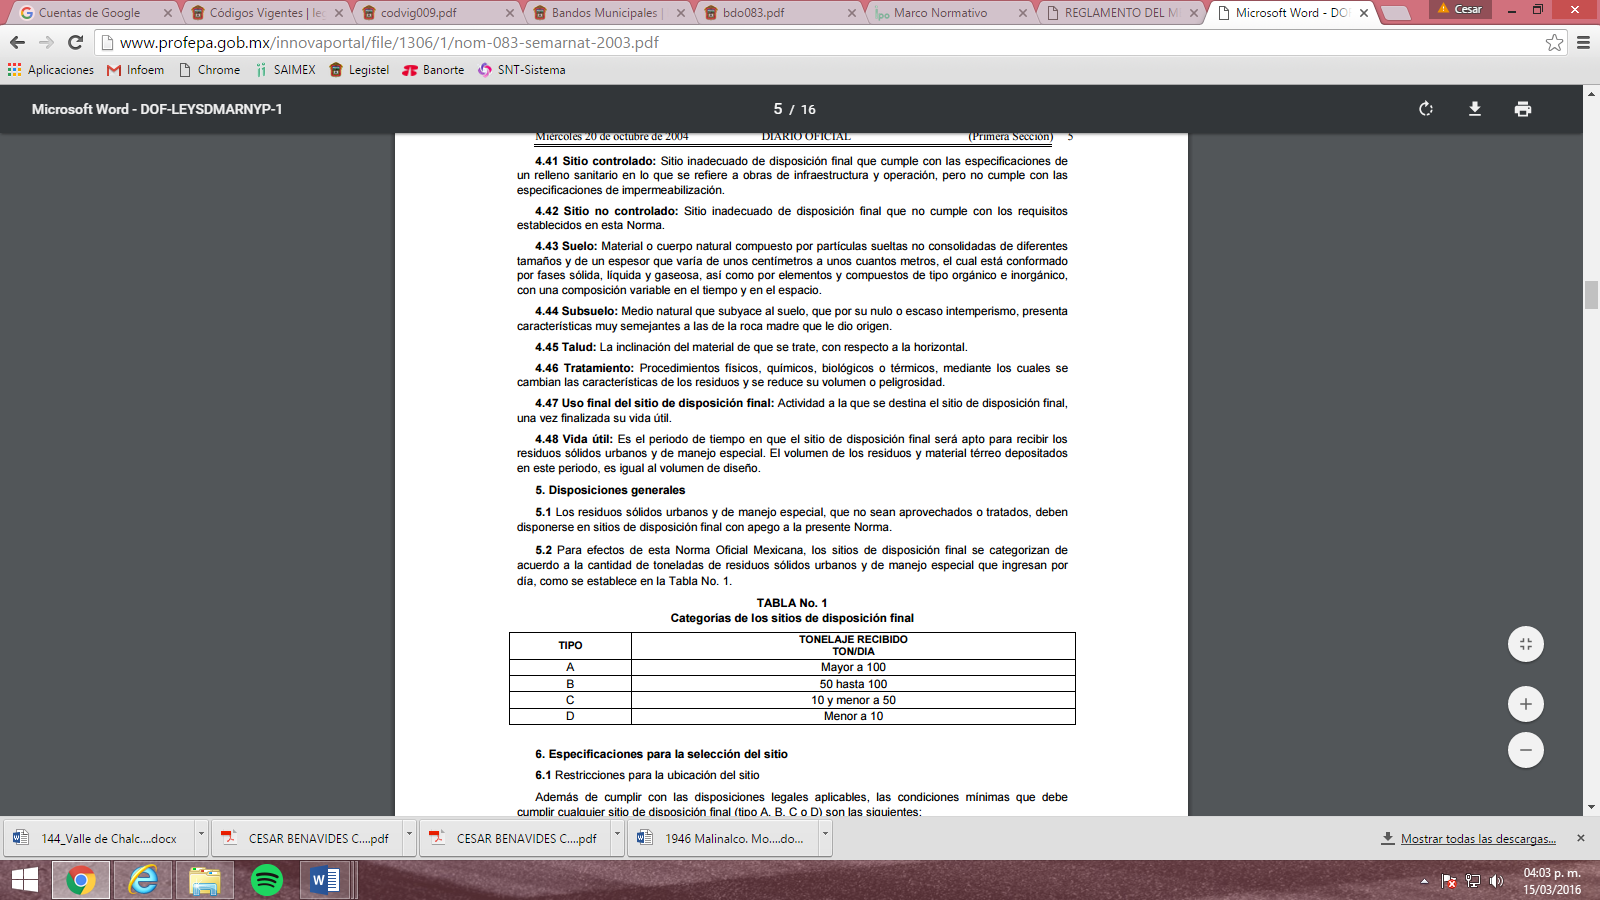 Cuentas de Google
Códigos Vigentes | le
codvig009.pdf
Bandos Municipales |
bdo083.pdf
Marco Normativo
REGLAMENTO DEL M
Microsoft Word - DO
Cesar
www.profepa.gob.mx/innovaportal/file/1306/1/nom-083-semarnat-2003.pdf
Aplicaciones
Infoem
Chrome
SAIMEX
Legistel
Banorte
SNT-Sistema
Microsoft Word - DOF-LEYSDMARNYP-1
5 / 16
Miércoles 20 de octubre de 2004 DIARIO OFICIAL (Primera Sección) 5
4.41 Sitio controlado: Sitio inadecuado de disposición final que cumple con las especificaciones de
un relleno sanitario en lo que se refiere a obras de infraestructura y operación, pero no cumple con las
especificaciones de impermeabilización.
4.42 Sitio no controlado: Sitio inadecuado de disposición final que no cumple con los requisitos
establecidos en esta Norma.
4.43 Suelo: Material o cuerpo natural compuesto por partículas sueltas no consolidadas de diferentes
tamaños y de un espesor que varía de unos centímetros a unos cuantos metros, el cual está conformado
por fases sólida, líquida y gaseosa, así como por elementos y compuestos de tipo orgánico e inorgánico,
con una composición variable en el tiempo y en el espacio.
4.44 Subsuelo: Medio natural que subyace al suelo, que por su nulo o escaso intemperismo, presenta
características muy semejantes a las de la roca madre que le dio origen.
4.45 Talud: La inclinación del material de que se trate, con respecto a la horizontal.
4.46 Tratamiento: Procedimientos físicos, químicos, biológicos o térmicos, mediante los cuales se
cambian las características de los residuos y se reduce su volumen o peligrosidad.
4.47 Uso final del sitio de disposición final: Actividad a la que se destina el sitio de disposición final,
una vez finalizada su vida útil.
4.48 Vida útil: Es el periodo de tiempo en que el sitio de disposición final será apto para recibir los
residuos sólidos urbanos y de manejo especial. El volumen de los residuos y material térreo depositados
en este periodo, es igual al volumen de diseño.
5. Disposiciones generales
5.1 Los residuos sólidos urbanos y de manejo especial, que no sean aprovechados o tratados, deben
disponerse en sitios de disposición final con apego a la presente Norma.
5.2 Para efectos de esta Norma Oficial Mexicana, los sitios de disposición final se categorizan de
acuerdo a la cantidad de toneladas de residuos sólidos urbanos y de manejo especial que ingresan por
día, como se establece en la Tabla No. 1.
TABLA No. 1
Categorías de los sitios de disposición final
TIPO TONELAJE RECIBIDO
TON/DIA
A Mayor a 100
B 50 hasta 100
C 10 y menor a 50
D Menor a 10
6. Especificaciones para la selección del sitio
6.1 Restricciones para la ubicación del sitio
Además de cumplir con las disposiciones legales aplicables, las condiciones mínimas que debe
cumplir cualquier sitio de disposición final (tipo A, B, C o D) son las siguientes:
144_Valle de Chalc....docx
CESAR BENAVIDES C....pdf
CESAR BENAVIDES C....pdf
1946 Malinalco. Mo....do...
Mostrar todas las descargas...
04:03 p. m.
15/03/2016